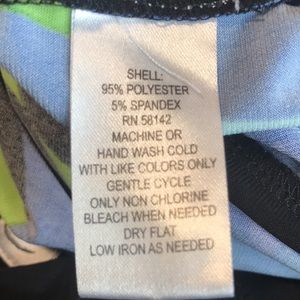 SHELL:
95% POLYESTER
5% SPANDEX
RN 58142
MACHINE OR
HAND WASH COLD
WITH LIKE COLORS ONLY
GENTLE CYCLE
ONLY NON CHLORINE
BLEACH WHEN NEEDED
DRY FLAT
LOW IRON AS NEEDED